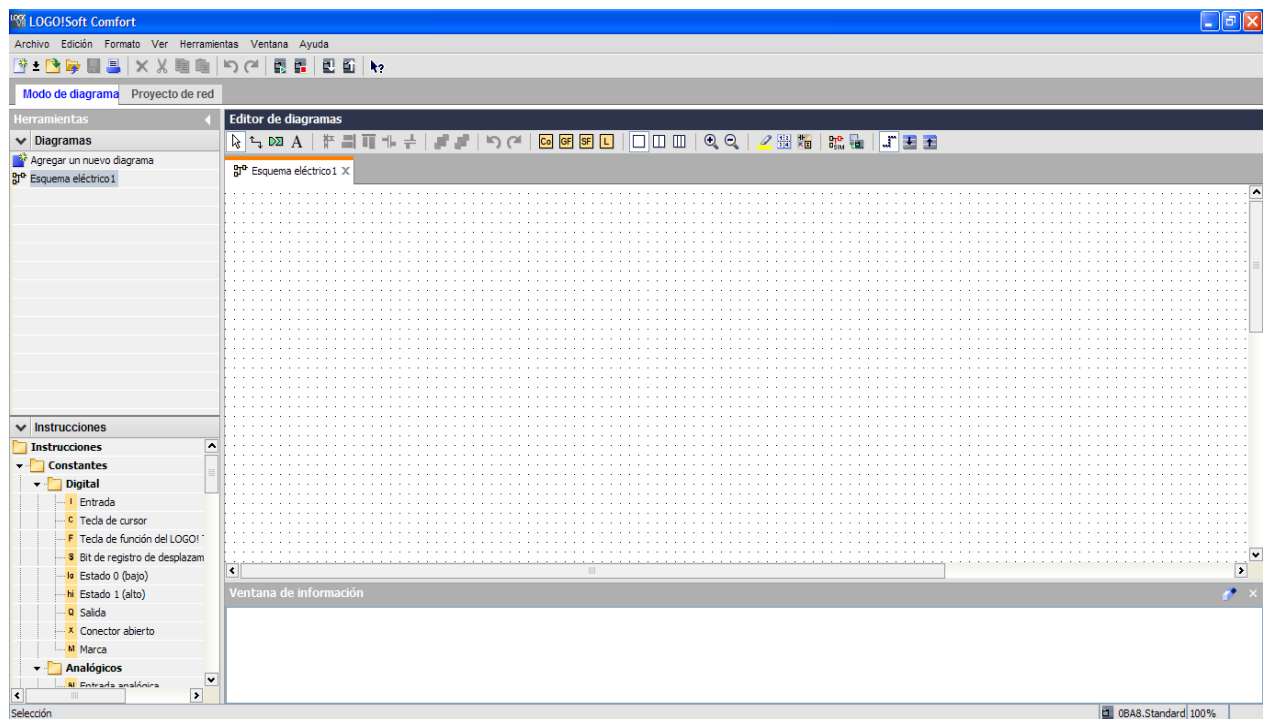 LOGO!Soft Comfort
Archivo Edición Formato Ver Herramientas Ventana Ayuda
Modo de diagrama Proyecto de red
Herramientas
Diagramas
Agregar un nuevo diagrama
Esquema eléctrico1
Editor de diagramas
A Co GF SF L SIM
Esquema eléctrico1 X
Instrucciones
Instrucciones
Constantes
Digital
I Entrada
C Tecla de cursor
F Tecla de función del LOGO!
S Bit de registro de desplazam
lo Estado 0 (bajo)
hi Estado 1 (alto)
Q Salida
X Conector abierto
M Marca
Analógicos
AI Entrada analógica
Ventana de información
Selección
0BA8.Standard 100%